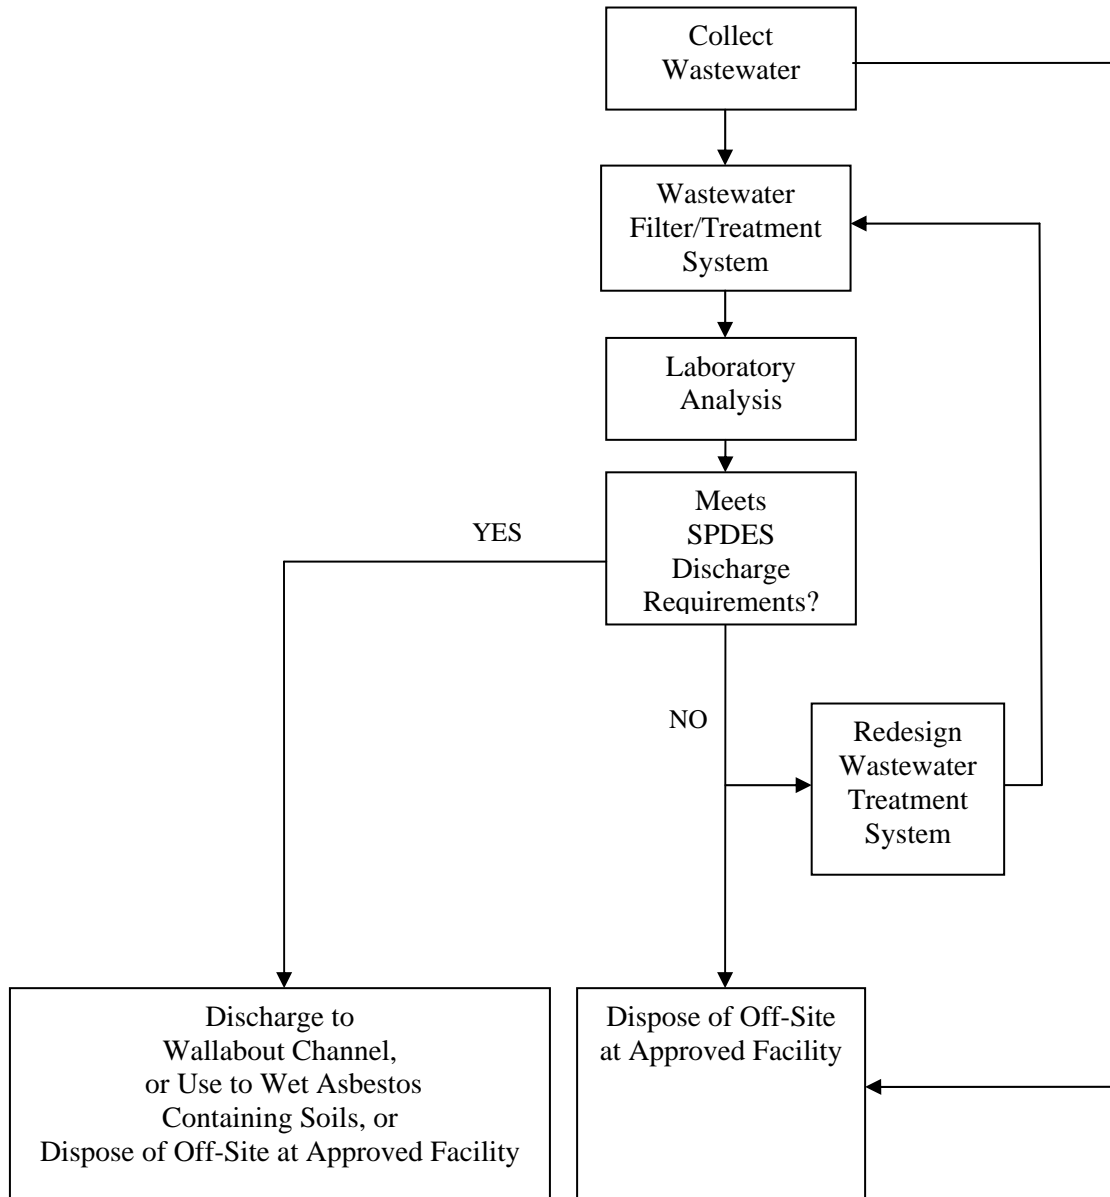 Collect
Wastewater
Wastewater
Filter/Treatment
System
Laboratory
Analysis
Meets
SPDES
Discharge
Requirements?
YES
NO
Redesign
Wastewater
Treatment
System
Discharge to
Wallabout Channel,
or Use to Wet Asbestos
Containing Soils, or
Dispose of Off-Site at Approved Facility
Dispose of Off-Site
at Approved Facility